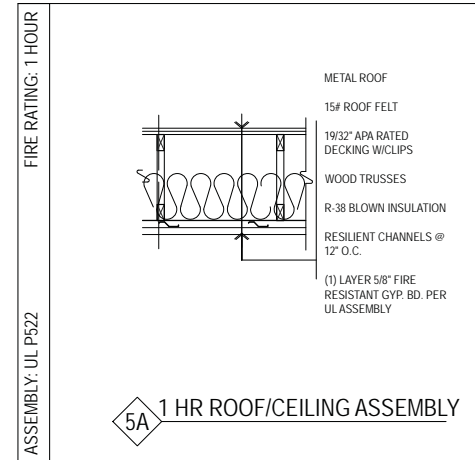 FIRE RATING: 1 HOUR
ASSEMBLY: UL P522
METAL ROOF
15# ROOF FELT
19/32" APA RATED
DECKING W/CLIPS
WOOD TRUSSES
R-38 BLOWN INSULATION
RESILIENT CHANNELS @
12" O.C.
(1) LAYER 5/8" FIRE
RESISTANT GYP. BD. PER
UL ASSEMBLY
5A
1 HR ROOF/CEILING ASSEMBLY